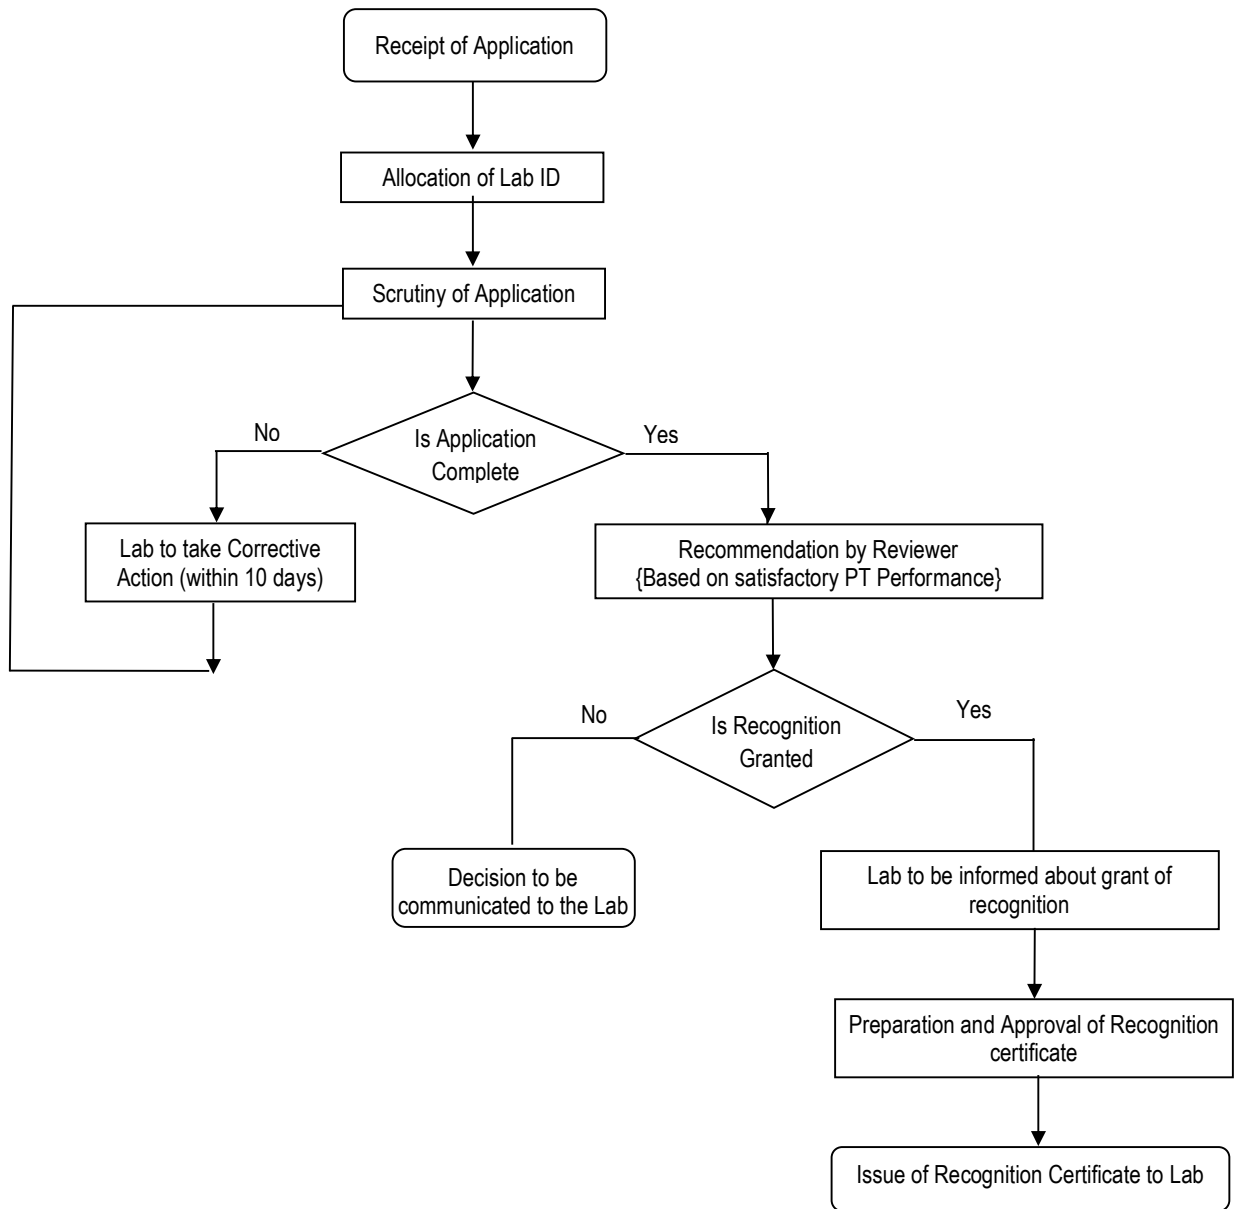 Receipt of Application
Allocation of Lab ID
Scrutiny of Application
Is Application
Complete
No
Yes
Lab to take Corrective
Action (within 10 days)
Recommendation by Reviewer
{Based on satisfactory PT Performance}
Is Recognition
Granted
No
Yes
Decision to be
communicated to the Lab
Lab to be informed about grant of
recognition
Preparation and Approval of Recognition
certificate
Issue of Recognition Certificate to Lab